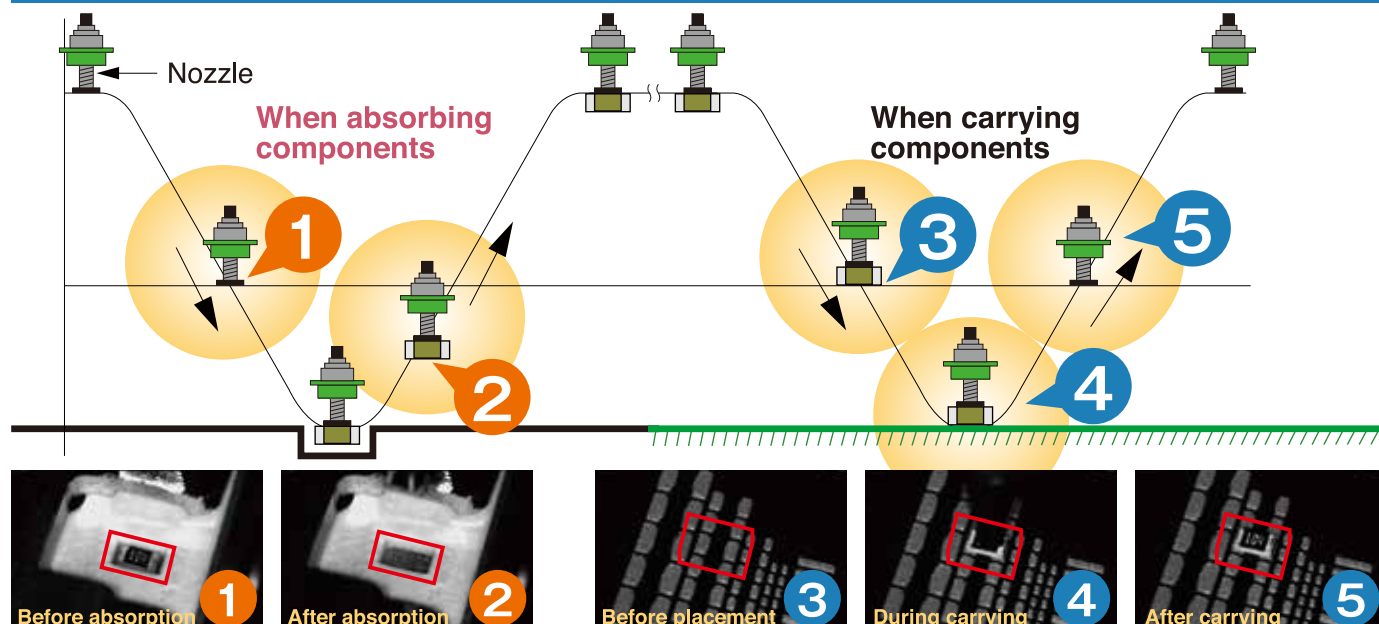 Nozzle
When absorbing
components
When carrying
components
1
2
3
4
5
Before absorption
1
After absorption
2
Before placement
3
During carrying
4
After carrying
5